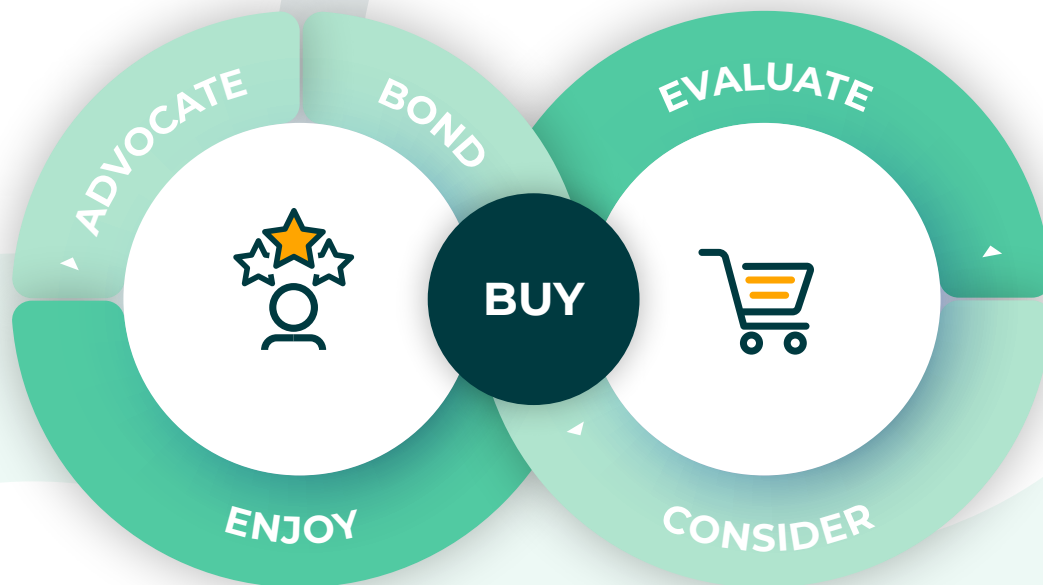 ADVOCATE
BOND
EVALUATE
BUY
ENJOY
CONSIDER